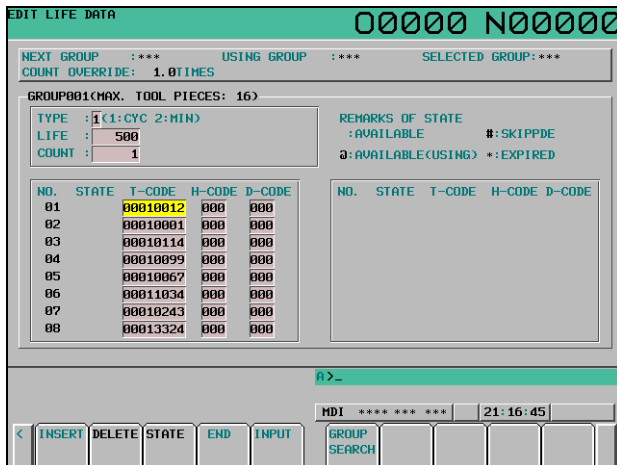 EDIT LIFE DATA
O0000 N00000
NEXT GROUP :*** USING GROUP :*** SELECTED GROUP:***
COUNT OVERRIDE: 1.0TIMES
GROUP001(MAX. TOOL PIECES: 16)
TYPE :1(1:CYC 2:MIN)
LIFE : 500
COUNT : 1
REMARKS OF STATE
:AVAILABLE #:SKIPPDE
@:AVAILABLE(USING) *:EXPIRED
NO. STATE T-CODE H-CODE D-CODE
01 00010012 000 000
02 00010001 000 000
03 00010114 000 000
04 00010099 000 000
05 00010067 000 000
06 00011034 000 000
07 00010243 000 000
08 00013324 000 000
NO. STATE T-CODE H-CODE D-CODE
A>_
MDI **** *** *** 21:16:45
< INSERT DELETE STATE END INPUT GROUP SEARCH